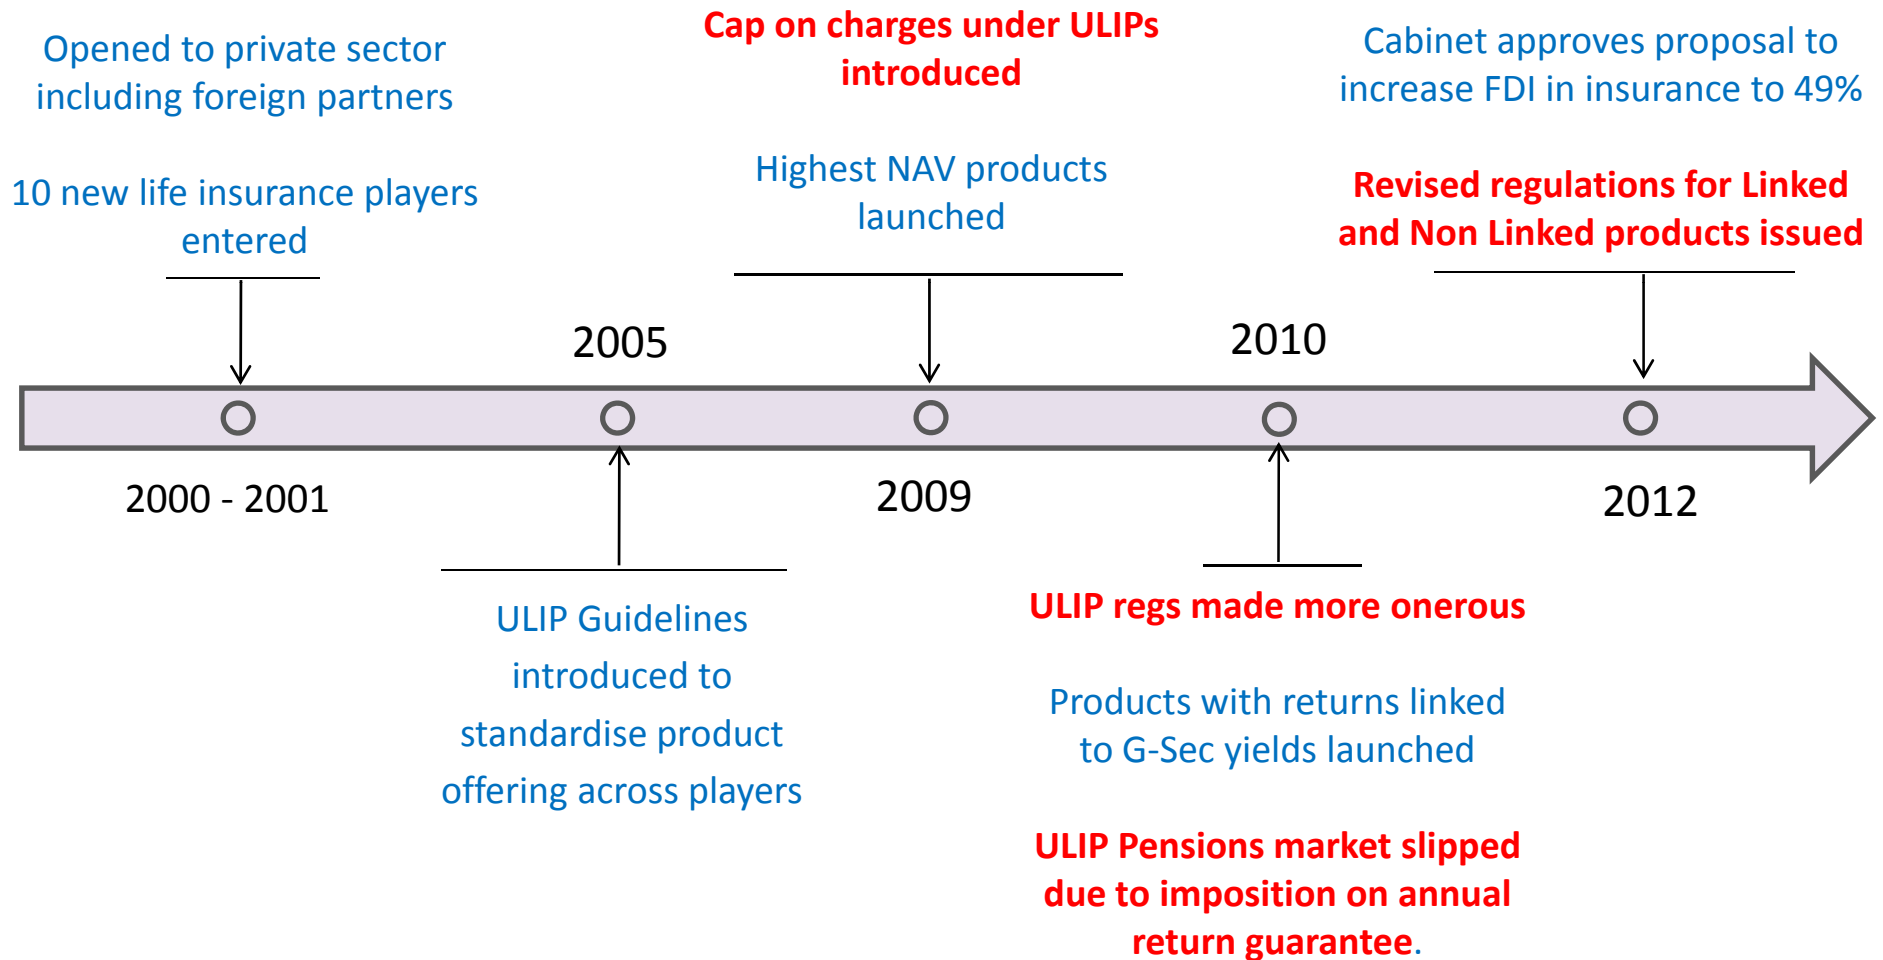 Opened to private sector
including foreign partners
10 new life insurance players
entered
2000 - 2001
2005
ULIP Guidelines
introduced to
standardise product
offering across players
Cap on charges under ULIPs
introduced
Highest NAV products
launched
2009
2010
ULIP regs made more onerous
Products with returns linked
to G-Sec yields launched
ULIP Pensions market slipped
due to imposition on annual
return guarantee.
Cabinet approves proposal to
increase FDI in insurance to 49%
Revised regulations for Linked
and Non Linked products issued
2012